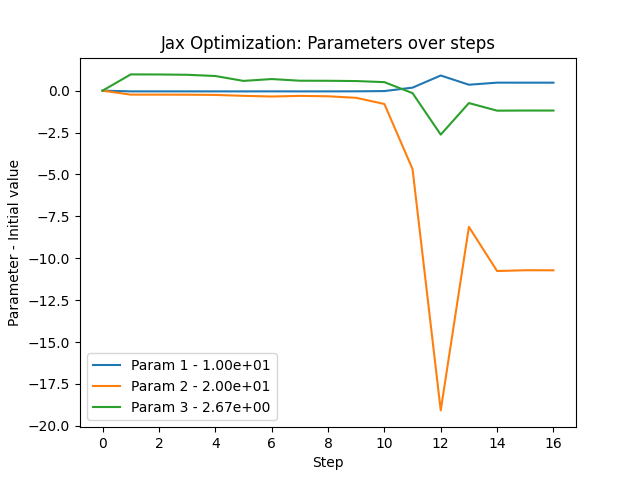 Jax Optimization: Parameters over steps
Parameter - Initial value
0.0
−2.5
−5.0
−7.5
−10.0
−12.5
−15.0
−17.5
−20.0
Param 1 - 1.00e+01
Param 2 - 2.00e+01
Param 3 - 2.67e+00
0 2 4 6 8 10 12 14 16
Step